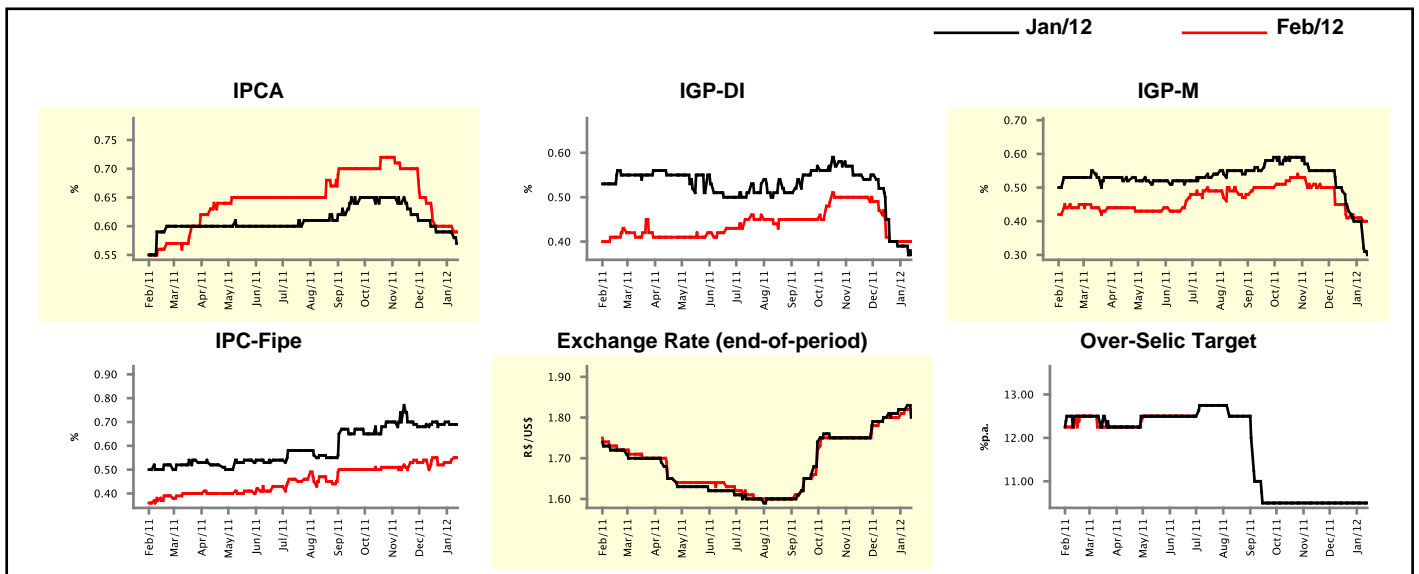 Jan/12 Feb/12
IPCA
%
0.75
0.70
0.65
0.60
0.55
Feb/11 Mar/11 Apr/11 May/11 Jun/11 Jul/11 Aug/11 Sep/11 Oct/11 Nov/11 Dec/11 Jan/12
IGP-DI
%
0.60
0.50
0.40
Feb/11 Mar/11 Apr/11 May/11 Jun/11 Jul/11 Aug/11 Sep/11 Oct/11 Nov/11 Dec/11 Jan/12
IGP-M
%
0.70
0.60
0.50
0.40
0.30
Feb/11 Mar/11 Apr/11 May/11 Jun/11 Jul/11 Aug/11 Sep/11 Oct/11 Nov/11 Dec/11 Jan/12
IPC-Fipe
%
0.90
0.80
0.70
0.60
0.50
0.40
Feb/11 Mar/11 Apr/11 May/11 Jun/11 Jul/11 Aug/11 Sep/11 Oct/11 Nov/11 Dec/11 Jan/12
Exchange Rate (end-of-period)
R$/US$
1.90
1.80
1.70
1.60
Feb/11 Mar/11 Apr/11 May/11 Jun/11 Jul/11 Aug/11 Sep/11 Oct/11 Nov/11 Dec/11 Jan/12
Over-Selic Target
%p.a.
13.00
12.00
11.00
Feb/11 Mar/11 Apr/11 May/11 Jun/11 Jul/11 Aug/11 Sep/11 Oct/11 Nov/11 Dec/11 Jan/12